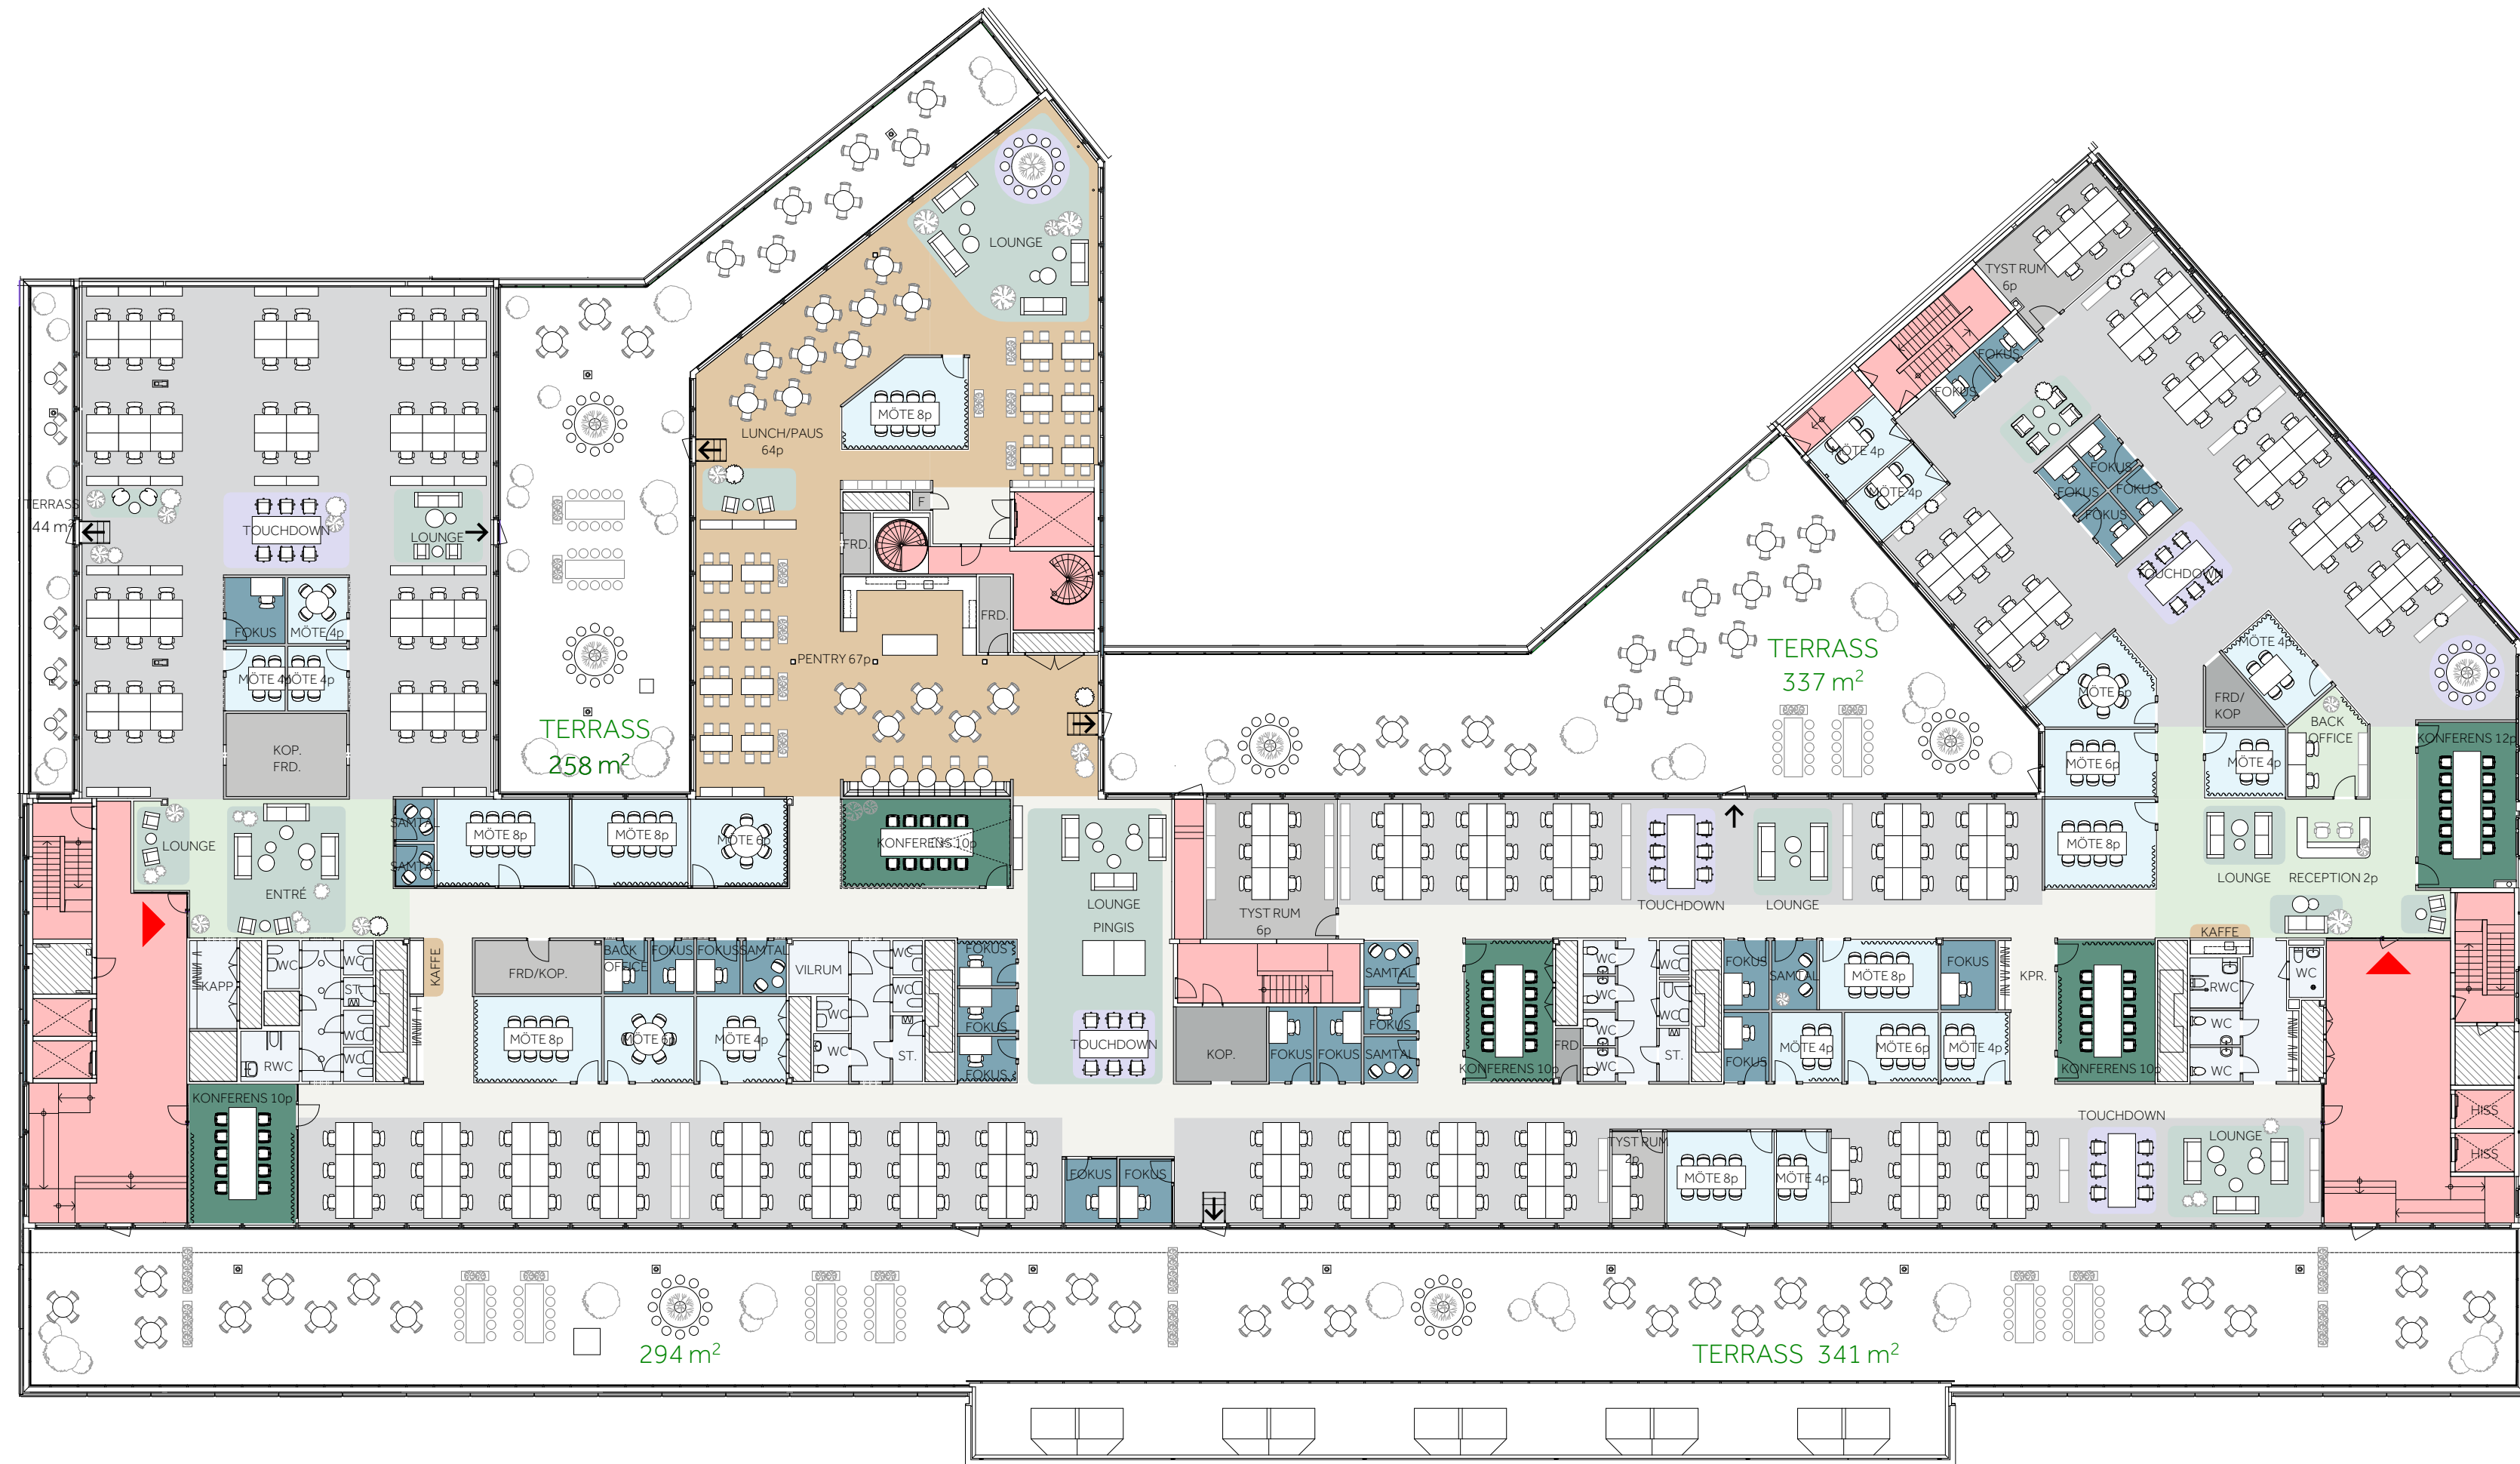 LOUNGE
TYST RUM
6p
FOKUS
FOKUS
MÖTE 8p
LUNCH/PAUS
64p
MÖTE 4p
MÖTE 4p
FOKUS
FOKUS
FOKUS
FOKUS
TERRASS
44 m²
TOUCHDOWN
LOUNGE
F
FRD.
TOUCHDOWN
FOKUS
MÖTE 4p
FRD.
MÖTE 4p
MÖTE 4p
PENTRY 67p
TERRASS
337 m²
MÖTE 4p
MÖTE 6p
FRD/
KOP
BACK
OFFICE
TERRASS
258 m²
KOP.
FRD.
MÖTE 6p
MÖTE 4p
KONFERENS 12p
SAMTAL
SAMTAL
MÖTE 8p
MÖTE 8p
MÖTE 6p
KONFERENS 10p
MÖTE 8p
LOUNGE
ENTRÉ
LOUNGE
PINGIS
TYST RUM
6p
TOUCHDOWN
LOUNGE
LOUNGE
RECEPTION 2p
KAFFE
KAPP.
WC
WC
ST.
WC
WC
RWC
KAFFE
FRD/KOP.
BACK
OFFICE
FOKUS
FOKUS
SAMTAL
VILRUM
WC
WC
FOKUS
FOKUS
FOKUS
MÖTE 8p
MÖTE 6p
MÖTE 4p
WC
WC
ST.
TOUCHDOWN
KOP.
FOKUS
FOKUS
SAMTAL
FOKUS
SAMTAL
KONFERENS 10p
FRD
WC
WC
WC
WC
WC
WC
ST.
FOKUS
SAMTAL
MÖTE 8p
FOKUS
KPR.
FOKUS
MÖTE 4p
MÖTE 6p
MÖTE 4p
KONFERENS 10p
RWC
WC
WC
WC
KONFERENS 10p
FOKUS
FOKUS
TYST RUM
2p
MÖTE 8p
MÖTE 4p
TOUCHDOWN
LOUNGE
HISS
HISS
294 m²
TERRASS 341 m²